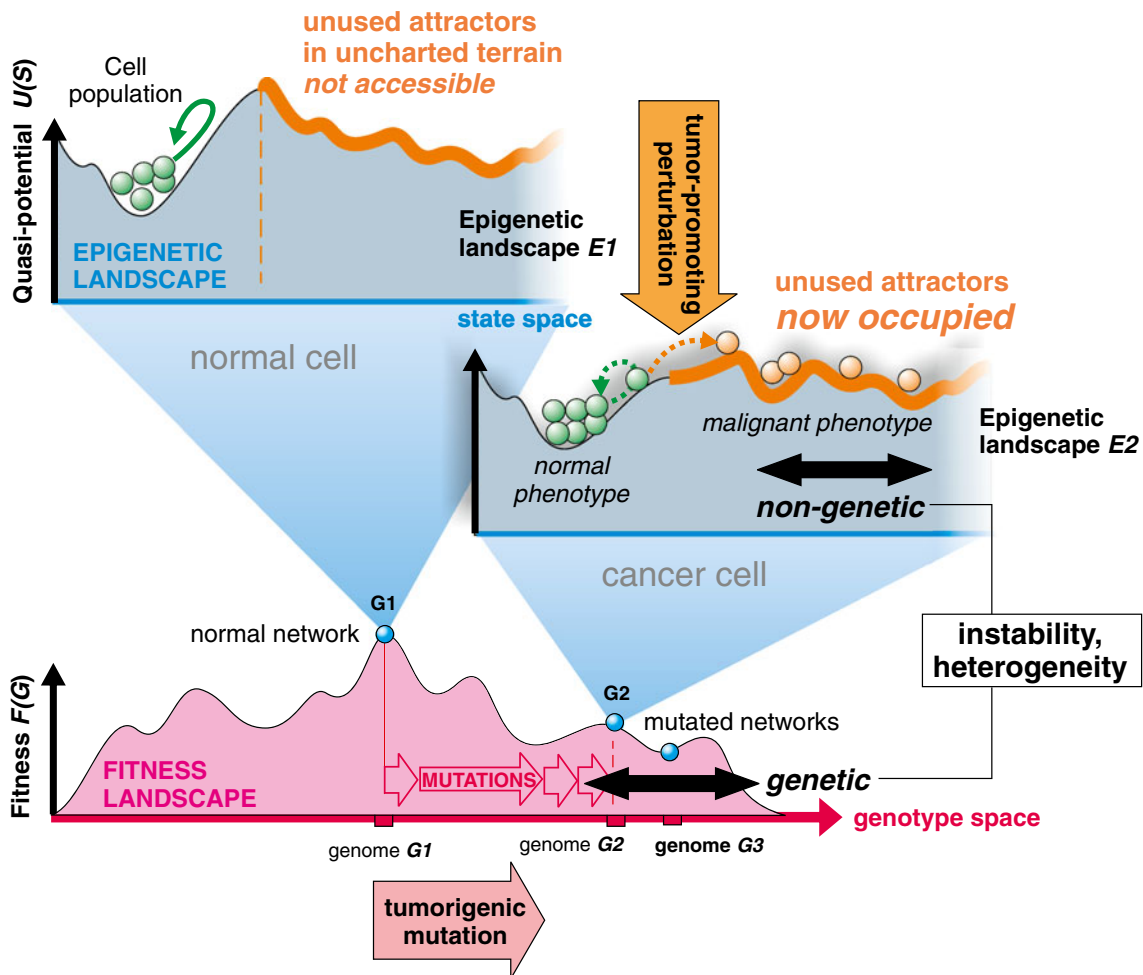 unused attractors
in uncharted terrain
not accessible
Cell
population
Quasi-potential U(S)
EPIGENETIC
LANDSCAPE
Epigenetic
landscape E1
state space
tumor-promoting
perturbation
unused attractors
now occupied
normal cell
malignant phenotype
normal
phenotype
Epigenetic
landscape E2
non-genetic
cancer cell
G1
normal network
instability,
heterogeneity
G2
mutated networks
Fitness F(G)
FITNESS
LANDSCAPE
MUTATIONS
genetic
genotype space
genome G1
genome G2
genome G3
tumorigenic
mutation